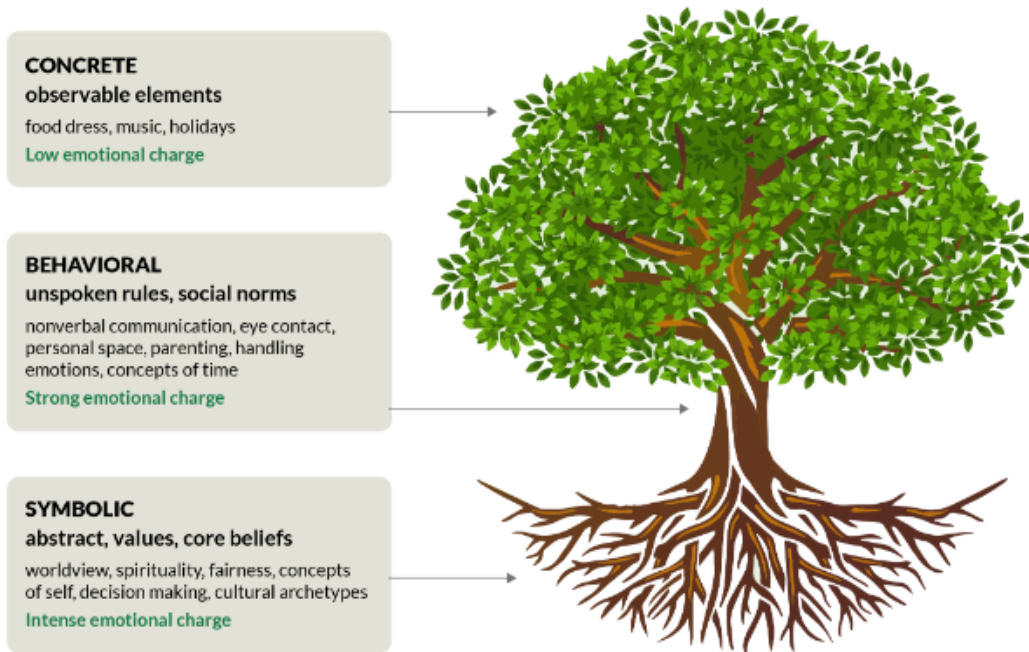 CONCRETE
observable elements
food dress, music, holidays
Low emotional charge
BEHAVIORAL
unspoken rules, social norms
nonverbal communication, eye contact,
personal space, parenting, handling
emotions, concepts of time
Strong emotional charge
SYMBOLIC
abstract, values, core beliefs
worldview, spirituality, fairness, concepts
of self, decision making, cultural archetypes
Intense emotional charge